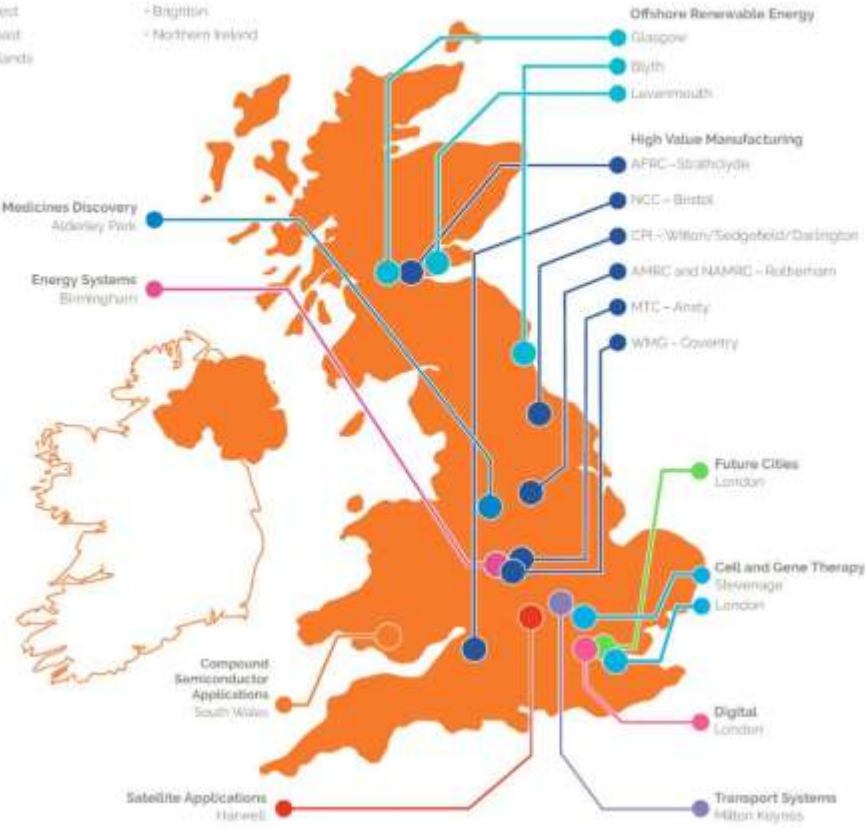 - Brighton
- Northern Ireland
Offshore Renewable Energy
Glasgow
Blyth
Levenmouth
High Value Manufacturing
AFRC – Strathclyde
NCC – Bristol
CPI – Wilton/Sedgefield/Darlington
AMRC and NAMRC – Rotherham
MTC – Ansty
WMG – Coventry
Medicines Discovery
Alderley Park
Energy Systems
Birmingham
Future Cities
London
Cell and Gene Therapy
Stevenage
London
Compound
Semiconductor
Applications
South Wales
Digital
London
Satellite Applications
Harwell
Transport Systems
Milton Keynes